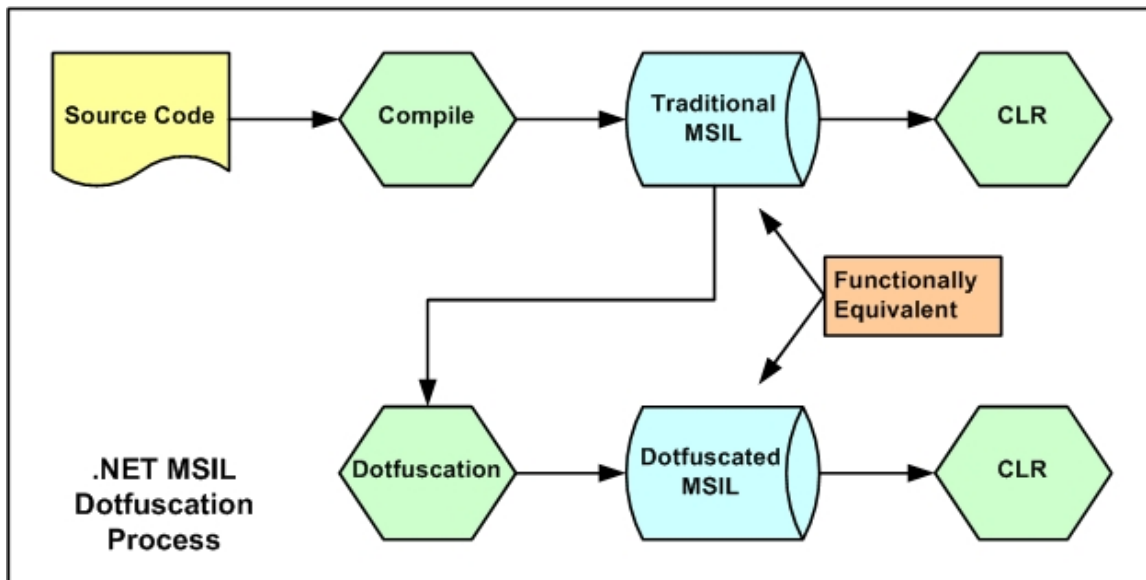 Source Code
Compile
Traditional
MSIL
CLR
Functionally
Equivalent
Dotfuscation
Dotfuscated
MSIL
CLR
.NET MSIL
Dotfuscation
Process